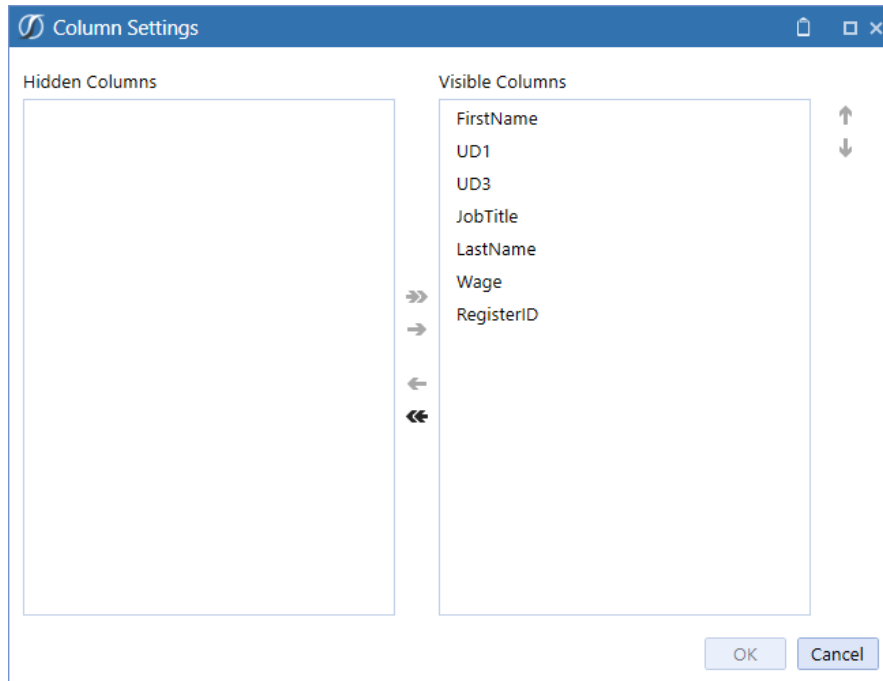 Column Settings
Hidden Columns
Visible Columns
FirstName
UD1
UD3
JobTitle
LastName
Wage
RegisterID
OK
Cancel